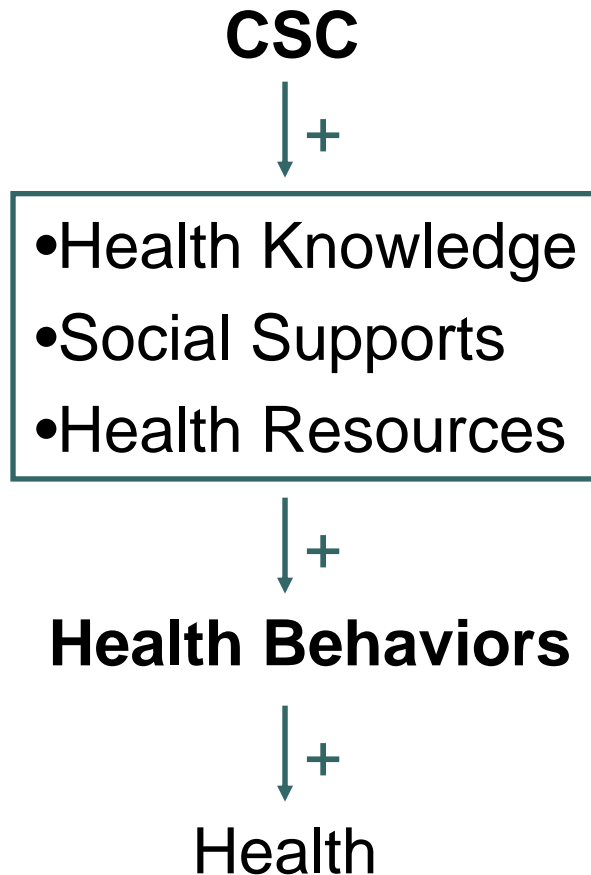 CSC
+
•Health Knowledge
•Social Supports
•Health Resources
+
Health Behaviors
+
Health